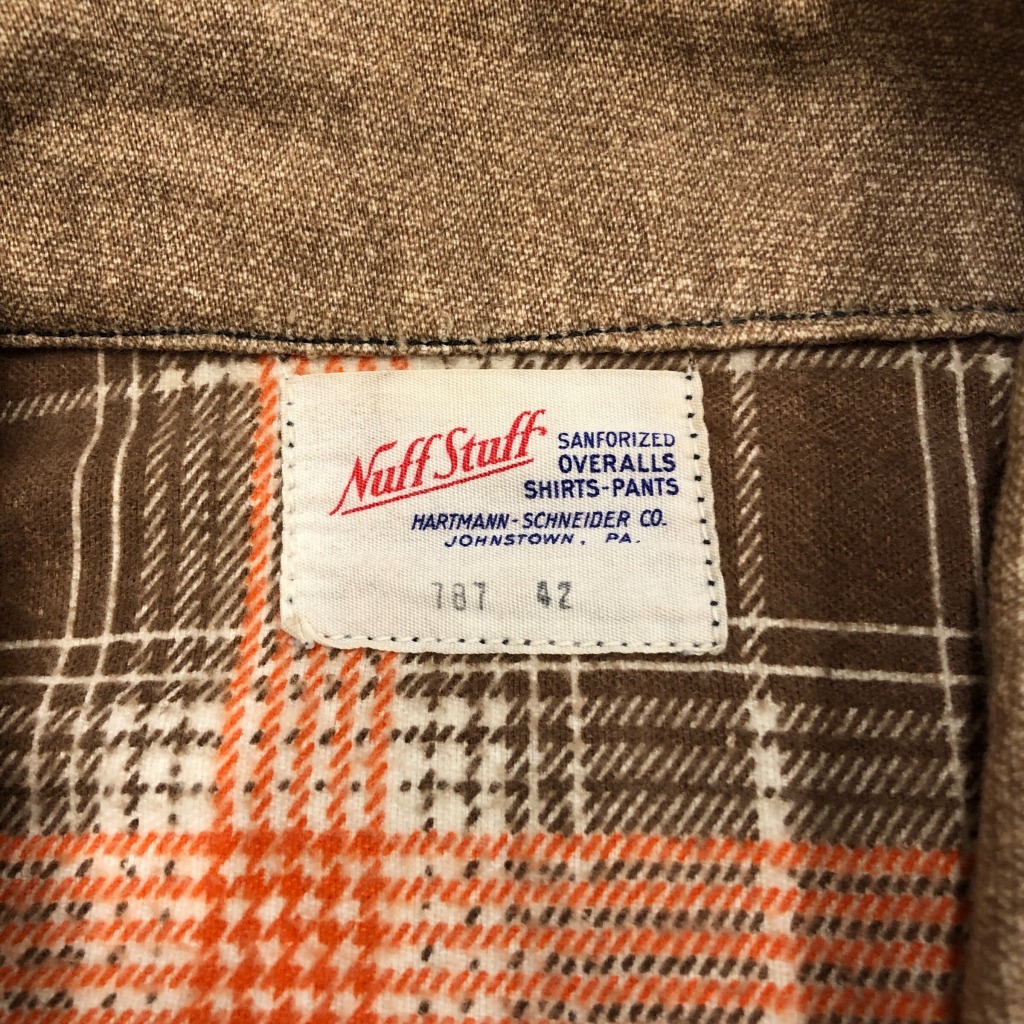 Nuff Stuff
SANFORIZED
OVERALLS
SHIRTS-PANTS
HARTMANN-SCHNEIDER CO.
JOHNSTOWN, PA.
787 42